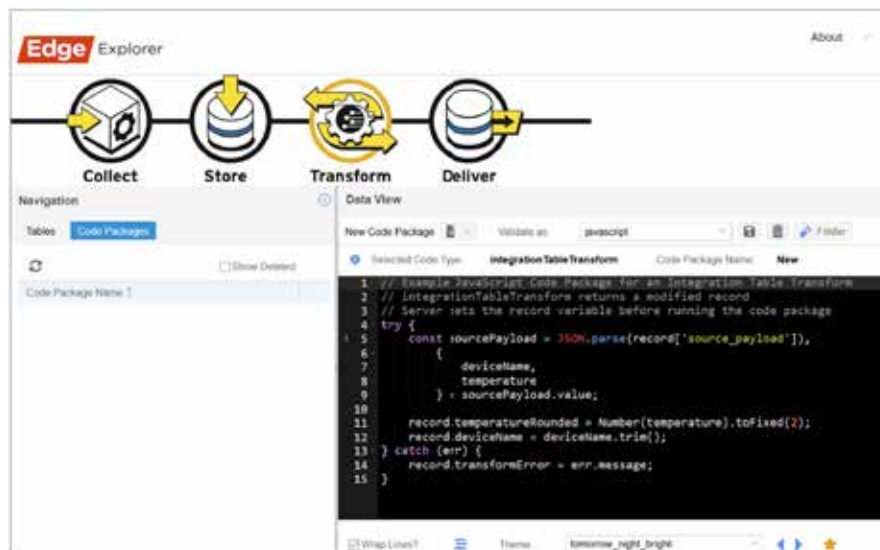 Edge Explorer
About
Collect
Store
Transform
Deliver
Navigation
Data View
Tables
Code Packages
New Code Package
Validate as:
javascript
Folder
Show Deleted
Selected Code Type:
integrationTableTransform
Code Package Name:
New
Code Package Name
1 // Example JavaScript Code Package for an Integration Table Transform
2 // integrationTableTransform returns a modified record
3 // Server sets the record variable before running the code package
4 try {
5 const sourcePayload = JSON.parse(record['source_payload']),
6 {
7 deviceName,
8 temperature
9 } = sourcePayload.value;
10
11 record.temperatureRounded = Number(temperature).toFixed(2);
12 record.deviceName = deviceName.trim();
13 } catch (err) {
14 record.transformError = err.message;
15 }
Wrap Lines?
Theme:
tomorrow_night_bright